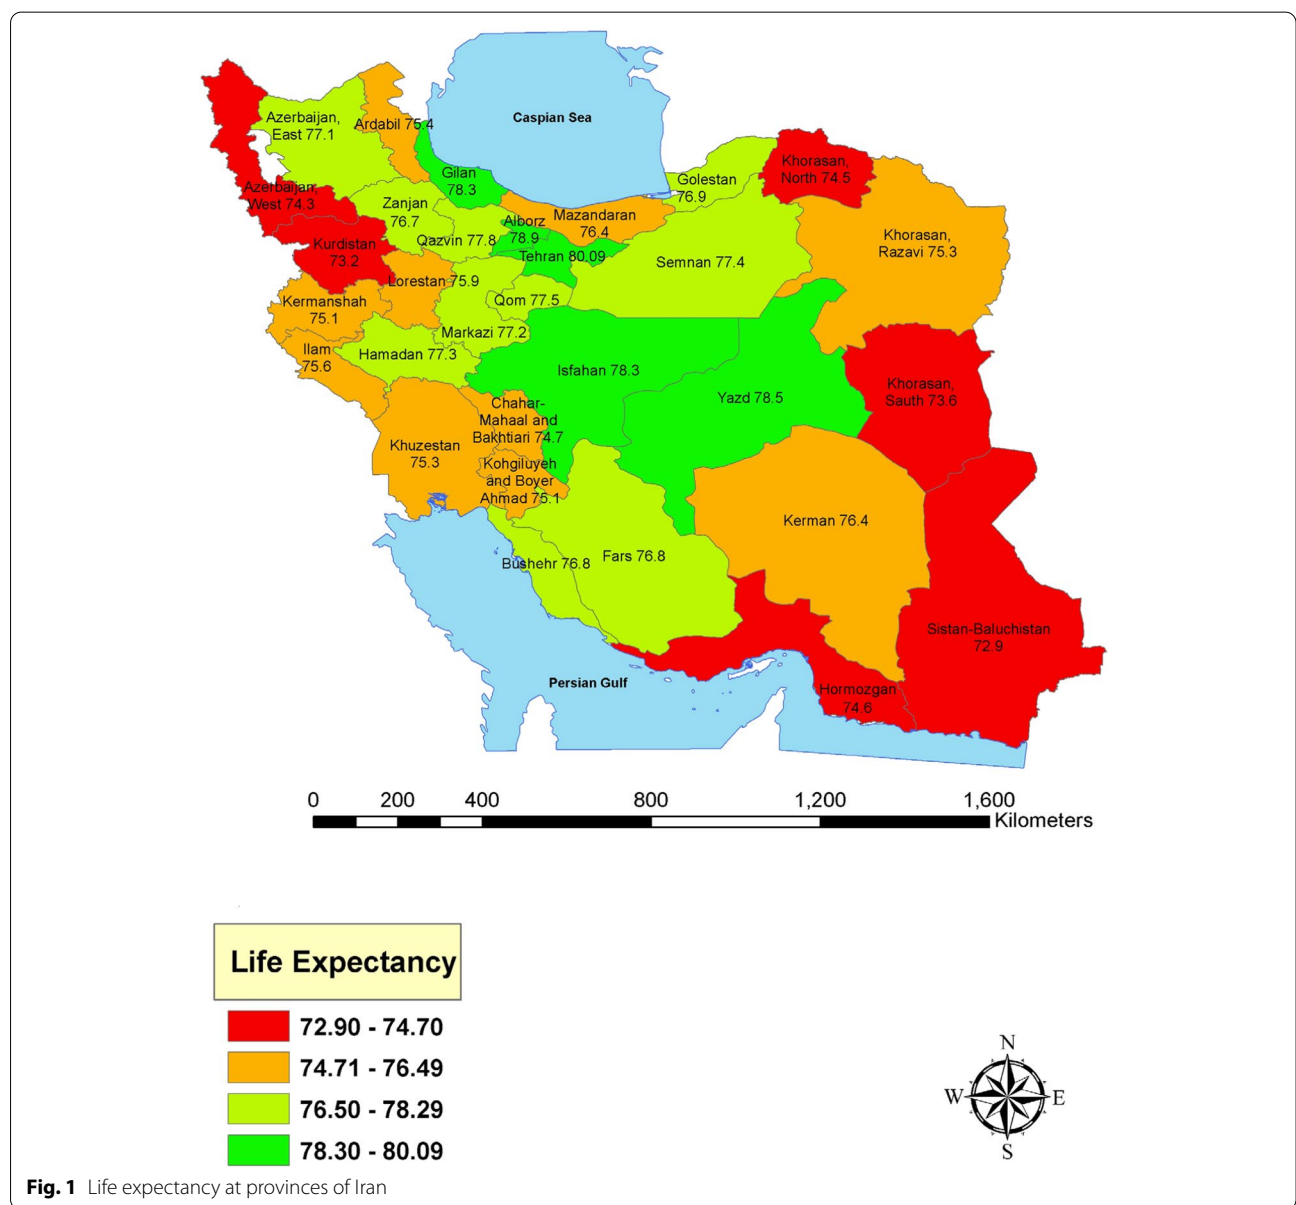 Caspian Sea
Azerbaijan,
East 77.1
Ardabil 75.4
Gilan
78.3
Azerbaijan,
West 74.3
Zanjan
76.7
Qazvin 77.8
Alborz
78.9
Mazandaran
76.4
Tehran 80.09
Golestan
76.9
Khorasan,
North 74.5
Khorasan,
Razavi 75.3
Semnan 77.4
Kurdistan
73.2
Lorestan 75.9
Kermanshah
75.1
Qom 77.5
Markazi 77.2
Ilam
75.6
Hamadan 77.3
Isfahan 78.3
Yazd 78.5
Khorasan,
Sauth 73.6
Chahar-
Mahaal and
Bakhtiari 74.7
Khuzestan
75.3
Kohgiluyeh
and Boyer
Ahmad 75.1
Kerman 76.4
Fars 76.8
Bushehr 76.8
Sistan-Baluchistan
72.9
Hormozgan
74.6
Persian Gulf
0 200 400 800 1,200 1,600
Kilometers
Life Expectancy
72.90 - 74.70
74.71 - 76.49
76.50 - 78.29
78.30 - 80.09
N
W E
S
Fig. 1 Life expectancy at provinces of Iran